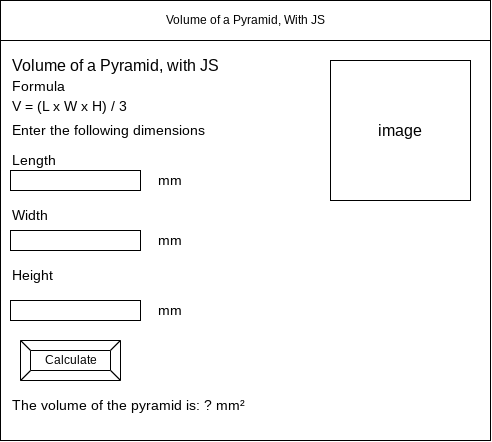 Volume of a Pyramid, With JS
Volume of a Pyramid, with JS
Formula
V = (L x W x H) / 3
Enter the following dimensions
image
Length
mm
Width
mm
Height
mm
Calculate
The volume of the pyramid is: ? mm²